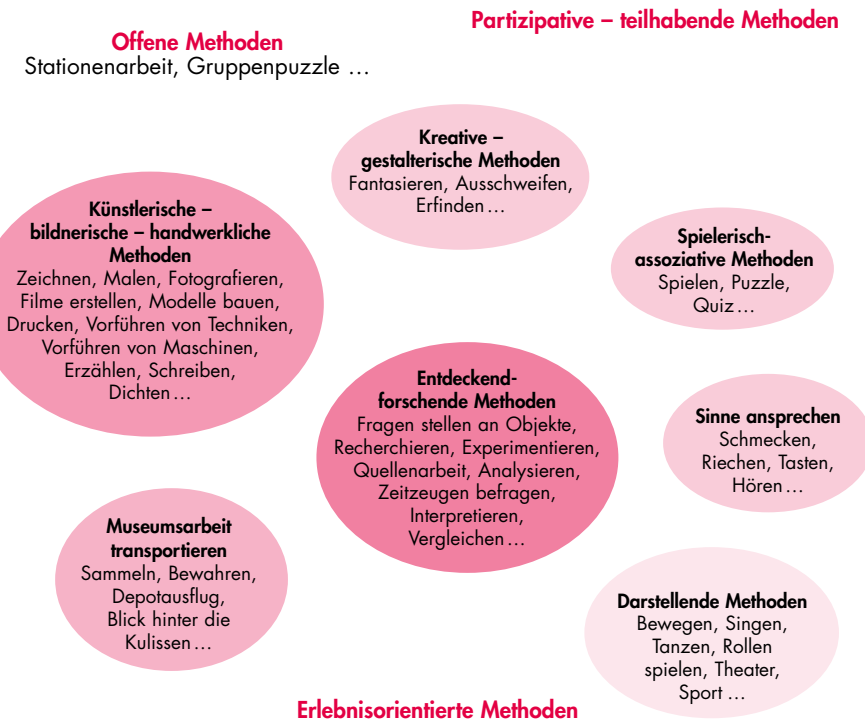 Partizipative – teilhabende Methoden
Offene Methoden
Stationenarbeit, Gruppenpuzzle …
Kreative –
gestalterische Methoden
Fantasieren, Ausschweifen,
Erfinden …
Künstlerische –
bildnerische – handwerkliche
Methoden
Zeichnen, Malen, Fotografieren,
Filme erstellen, Modelle bauen,
Drucken, Vorführen von Techniken,
Vorführen von Maschinen,
Erzählen, Schreiben,
Dichten …
Spielerisch-
assoziative Methoden
Spielen, Puzzle,
Quiz …
Entdeckend-
forschende Methoden
Fragen stellen an Objekte,
Recherchieren, Experimentieren,
Quellenarbeit, Analysieren,
Zeitzeugen befragen,
Interpretieren,
Vergleichen …
Sinne ansprechen
Schmecken,
Riechen, Tasten,
Hören …
Museumsarbeit
transportieren
Sammeln, Bewahren,
Depotausflug,
Blick hinter die
Kulissen …
Darstellende Methoden
Bewegen, Singen,
Tanzen, Rollen
spielen, Theater,
Sport …
Erlebnisorientierte Methoden